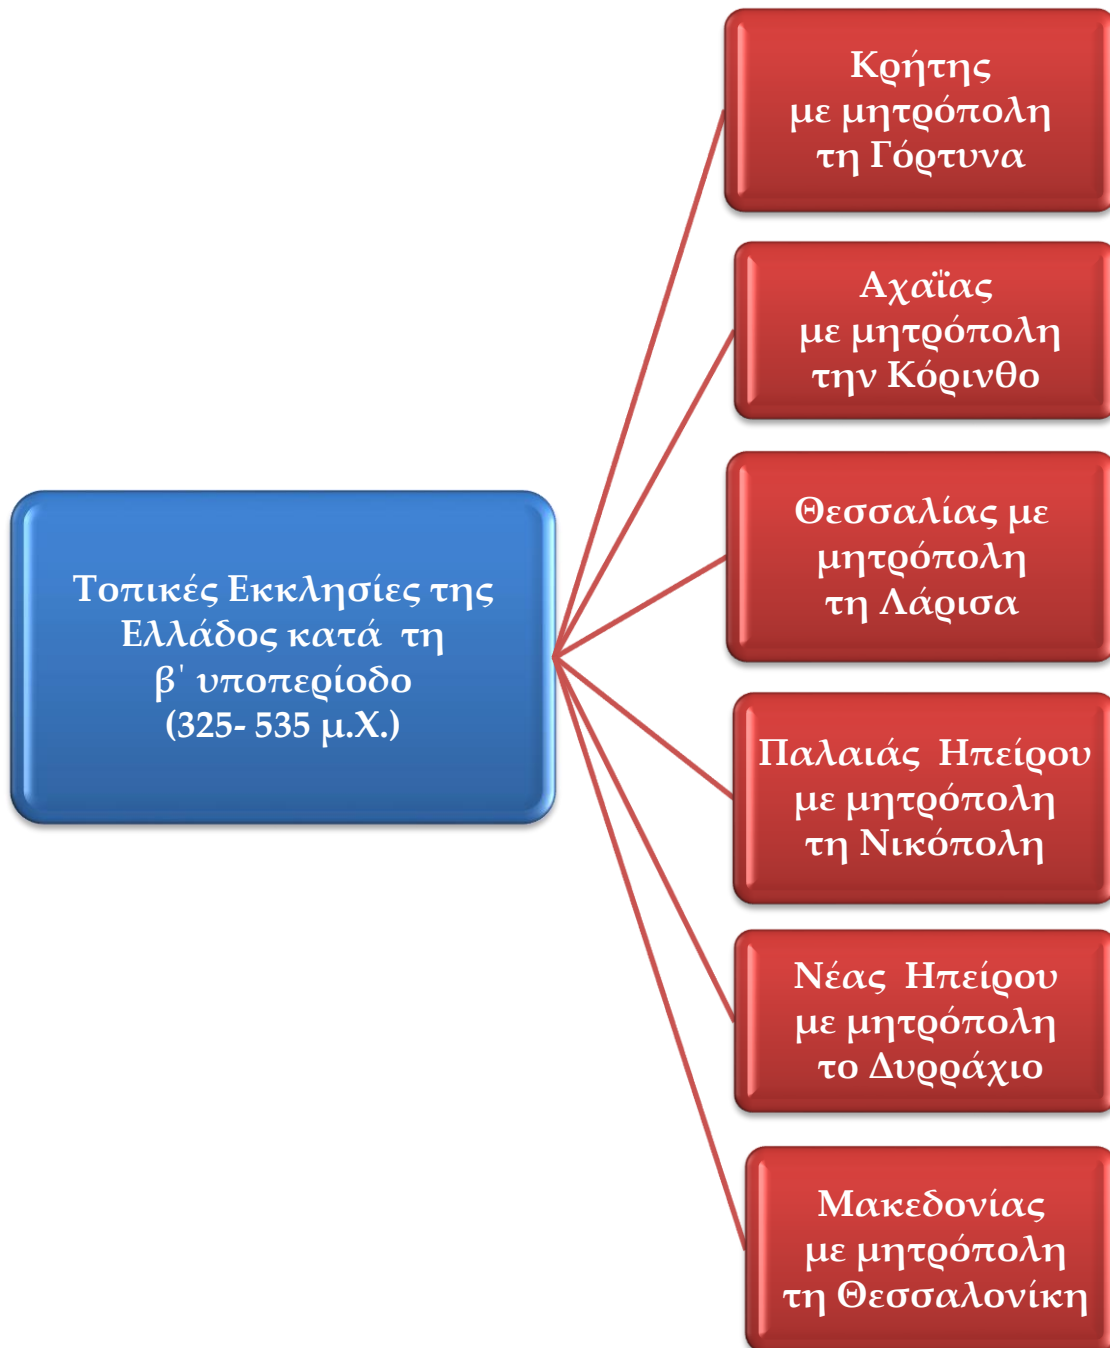 Τοπικές Εκκλησίες της
Ελλάδος κατά τη
β' υποπερίοδο
(325- 535 μ.Χ.)
Κρήτης
με μητρόπολη
τη Γόρτυνα
Αχαΐας
με μητρόπολη
την Κόρινθο
Θεσσαλίας με
μητρόπολη
τη Λάρισα
Παλαιάς Ηπείρου
με μητρόπολη
τη Νικόπολη
Νέας Ηπείρου
με μητρόπολη
το Δυρράχιο
Μακεδονίας
με μητρόπολη
τη Θεσσαλονίκη